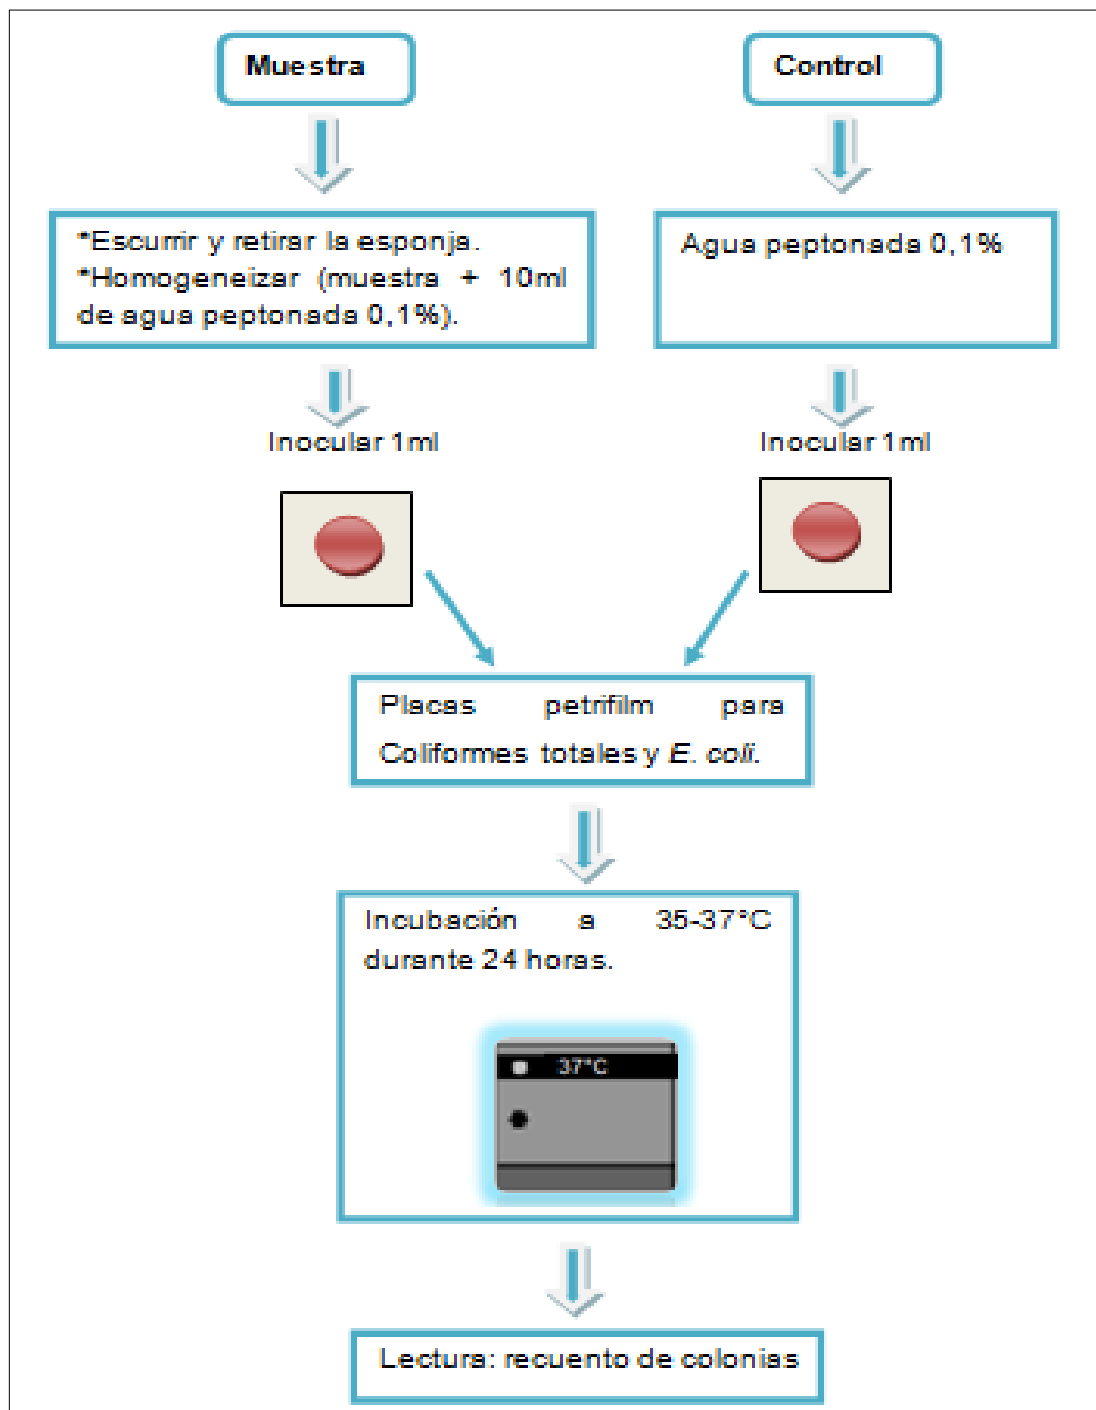 Muestra
Control
*Escurrir y retirar la esponja.
*Homogeneizar (muestra + 10ml
de agua peptonada 0,1%).
Agua peptonada 0,1%
Inocular 1ml
Inocular 1ml
Placas petrifilm para
Coliformes totales y E. coli.
Incubación a 35-37°C
durante 24 horas.
37°C
Lectura: recuento de colonias